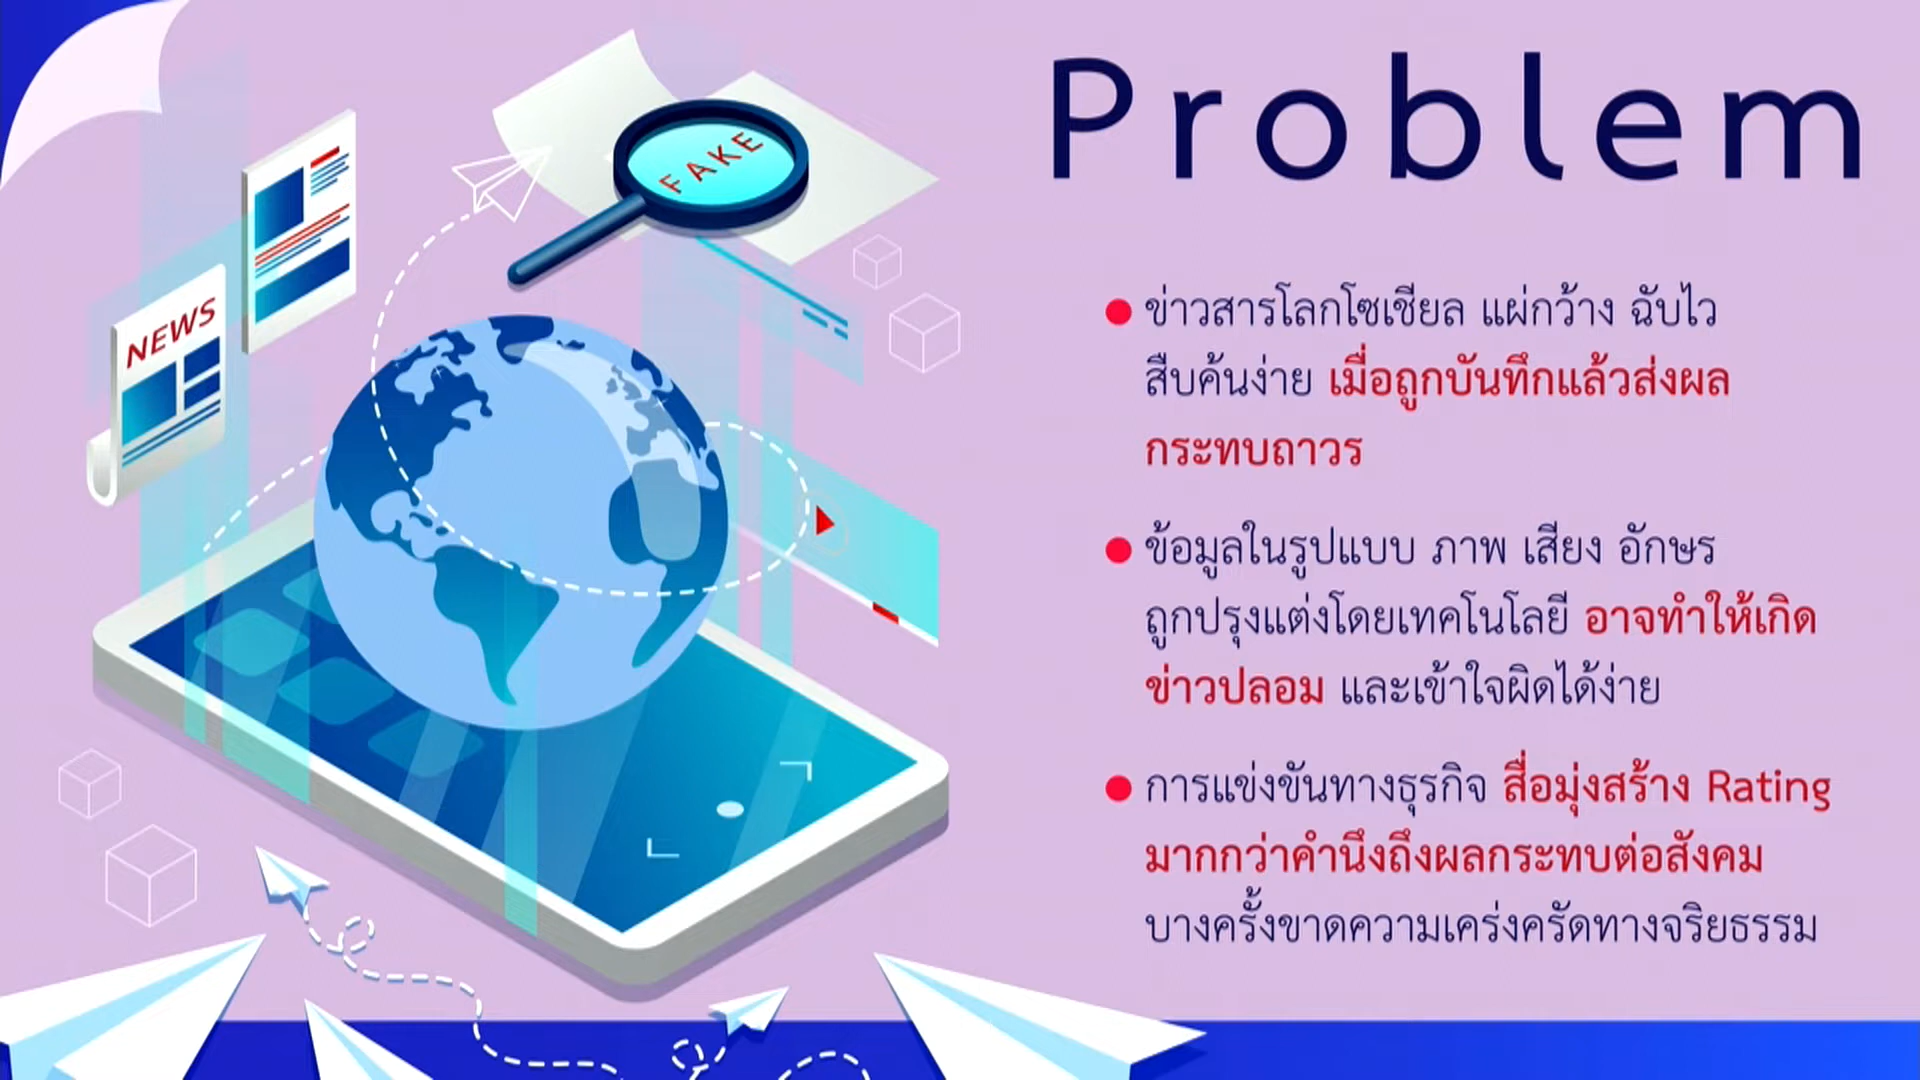 Problem
FAKE
NEWS
ข่าวสารโลกโซเชียล แผ่กว้าง ฉับไว
สืบค้นง่าย เมื่อถูกบันทึกแล้วส่งผล
กระทบถาวร
ข้อมูลในรูปแบบ ภาพ เสียง อักษร
ถูกปรุงแต่งโดยเทคโนโลยี อาจทำให้เกิด
ข่าวปลอม และเข้าใจผิดได้ง่าย
การแข่งขันทางธุรกิจ สื่อมุ่งสร้าง Rating
มากกว่าคำนึงถึงผลกระทบต่อสังคม
บางครั้งขาดความเคร่งครัดทางจริยธรรม